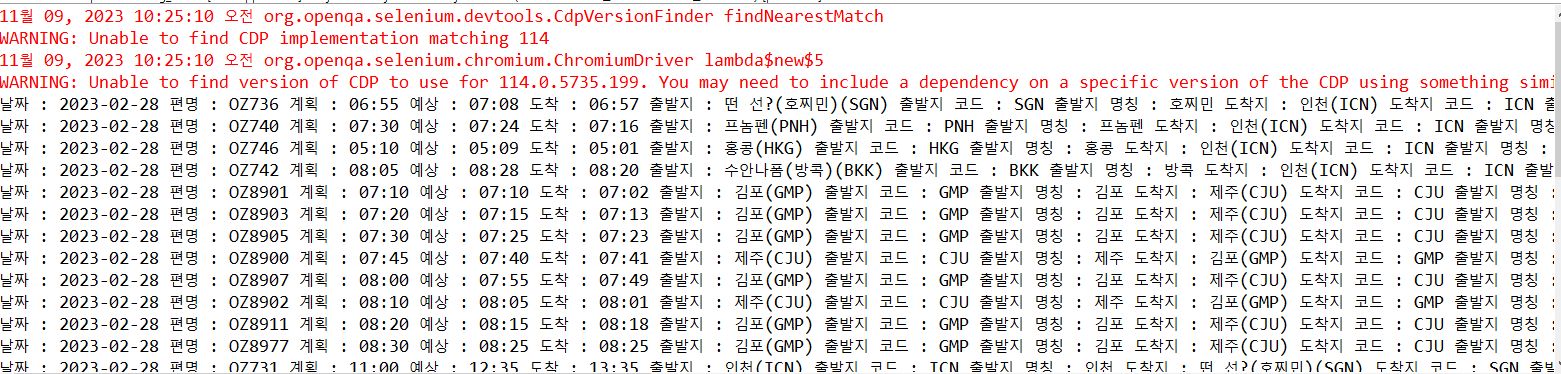 11월 09, 2023 10:25:10 오전 org.openqa.selenium.devtools.CdpVersionFinder findNearestMatch
WARNING: Unable to find CDP implementation matching 114
11월 09, 2023 10:25:10 오전 org.openqa.selenium.chromium.ChromiumDriver lambda$new$5
WARNING: Unable to find version of CDP to use for 114.0.5735.199. You may need to include a dependency on a specific version of the CDP using something simi
날짜 : 2023-02-28 편명 : OZ736 계획 : 06:55 예상 : 07:08 도착 : 06:57 출발지 : 떤 선?(호찌민)(SGN) 출발지 코드 : SGN 출발지 명칭 : 호찌민 도착지 : 인천(ICN) 도착지 코드 : ICN 출
날짜 : 2023-02-28 편명 : OZ740 계획 : 07:30 예상 : 07:24 도착 : 07:16 출발지 : 프놈펜(PNH) 출발지 코드 : PNH 출발지 명칭 : 프놈펜 도착지 : 인천(ICN) 도착지 코드 : ICN 출발지 명칭
날짜 : 2023-02-28 편명 : OZ746 계획 : 05:10 예상 : 05:09 도착 : 05:01 출발지 : 홍콩(HKG) 출발지 코드 : HKG 출발지 명칭 : 홍콩 도착지 : 인천(ICN) 도착지 코드 : ICN 출발지 명칭 :
날짜 : 2023-02-28 편명 : OZ742 계획 : 08:05 예상 : 08:28 도착 : 08:20 출발지 : 수안나폼(방콕)(BKK) 출발지 코드 : BKK 출발지 명칭 : 방콕 도착지 : 인천(ICN) 도착지 코드 : ICN 출발
날짜 : 2023-02-28 편명 : OZ8901 계획 : 07:10 예상 : 07:10 도착 : 07:02 출발지 : 김포(GMP) 출발지 코드 : GMP 출발지 명칭 : 김포 도착지 : 제주(CJU) 도착지 코드 : CJU 출발지 명칭 :
날짜 : 2023-02-28 편명 : OZ8903 계획 : 07:20 예상 : 07:15 도착 : 07:13 출발지 : 김포(GMP) 출발지 코드 : GMP 출발지 명칭 : 김포 도착지 : 제주(CJU) 도착지 코드 : CJU 출발지 명칭 :
날짜 : 2023-02-28 편명 : OZ8905 계획 : 07:30 예상 : 07:25 도착 : 07:23 출발지 : 김포(GMP) 출발지 코드 : GMP 출발지 명칭 : 김포 도착지 : 제주(CJU) 도착지 코드 : CJU 출발지 명칭 :
날짜 : 2023-02-28 편명 : OZ8900 계획 : 07:45 예상 : 07:40 도착 : 07:41 출발지 : 제주(CJU) 출발지 코드 : CJU 출발지 명칭 : 제주 도착지 : 김포(GMP) 도착지 코드 : GMP 출발지 명칭 :
날짜 : 2023-02-28 편명 : OZ8907 계획 : 08:00 예상 : 07:55 도착 : 07:49 출발지 : 김포(GMP) 출발지 코드 : GMP 출발지 명칭 : 김포 도착지 : 제주(CJU) 도착지 코드 : CJU 출발지 명칭 :
날짜 : 2023-02-28 편명 : OZ8902 계획 : 08:10 예상 : 08:05 도착 : 08:01 출발지 : 제주(CJU) 출발지 코드 : CJU 출발지 명칭 : 제주 도착지 : 김포(GMP) 도착지 코드 : GMP 출발지 명칭 :
날짜 : 2023-02-28 편명 : OZ8911 계획 : 08:20 예상 : 08:15 도착 : 08:18 출발지 : 김포(GMP) 출발지 코드 : GMP 출발지 명칭 : 김포 도착지 : 제주(CJU) 도착지 코드 : CJU 출발지 명칭 :
날짜 : 2023-02-28 편명 : OZ8977 계획 : 08:30 예상 : 08:25 도착 : 08:25 출발지 : 김포(GMP) 출발지 코드 : GMP 출발지 명칭 : 김포 도착지 : 제주(CJU) 도착지 코드 : CJU 출발지 명칭 :
날짜 : 2023-02-28 편명 : OZ731 계획 : 11:00 예상 : 12:35 도착 : 13:35 출발지 : 인천(ICN) 출발지 코드 : ICN 출발지 명칭 : 인천 도착지 : 떤 선?(호찌민)(SGN) 도착지 코드 : SGN 출발